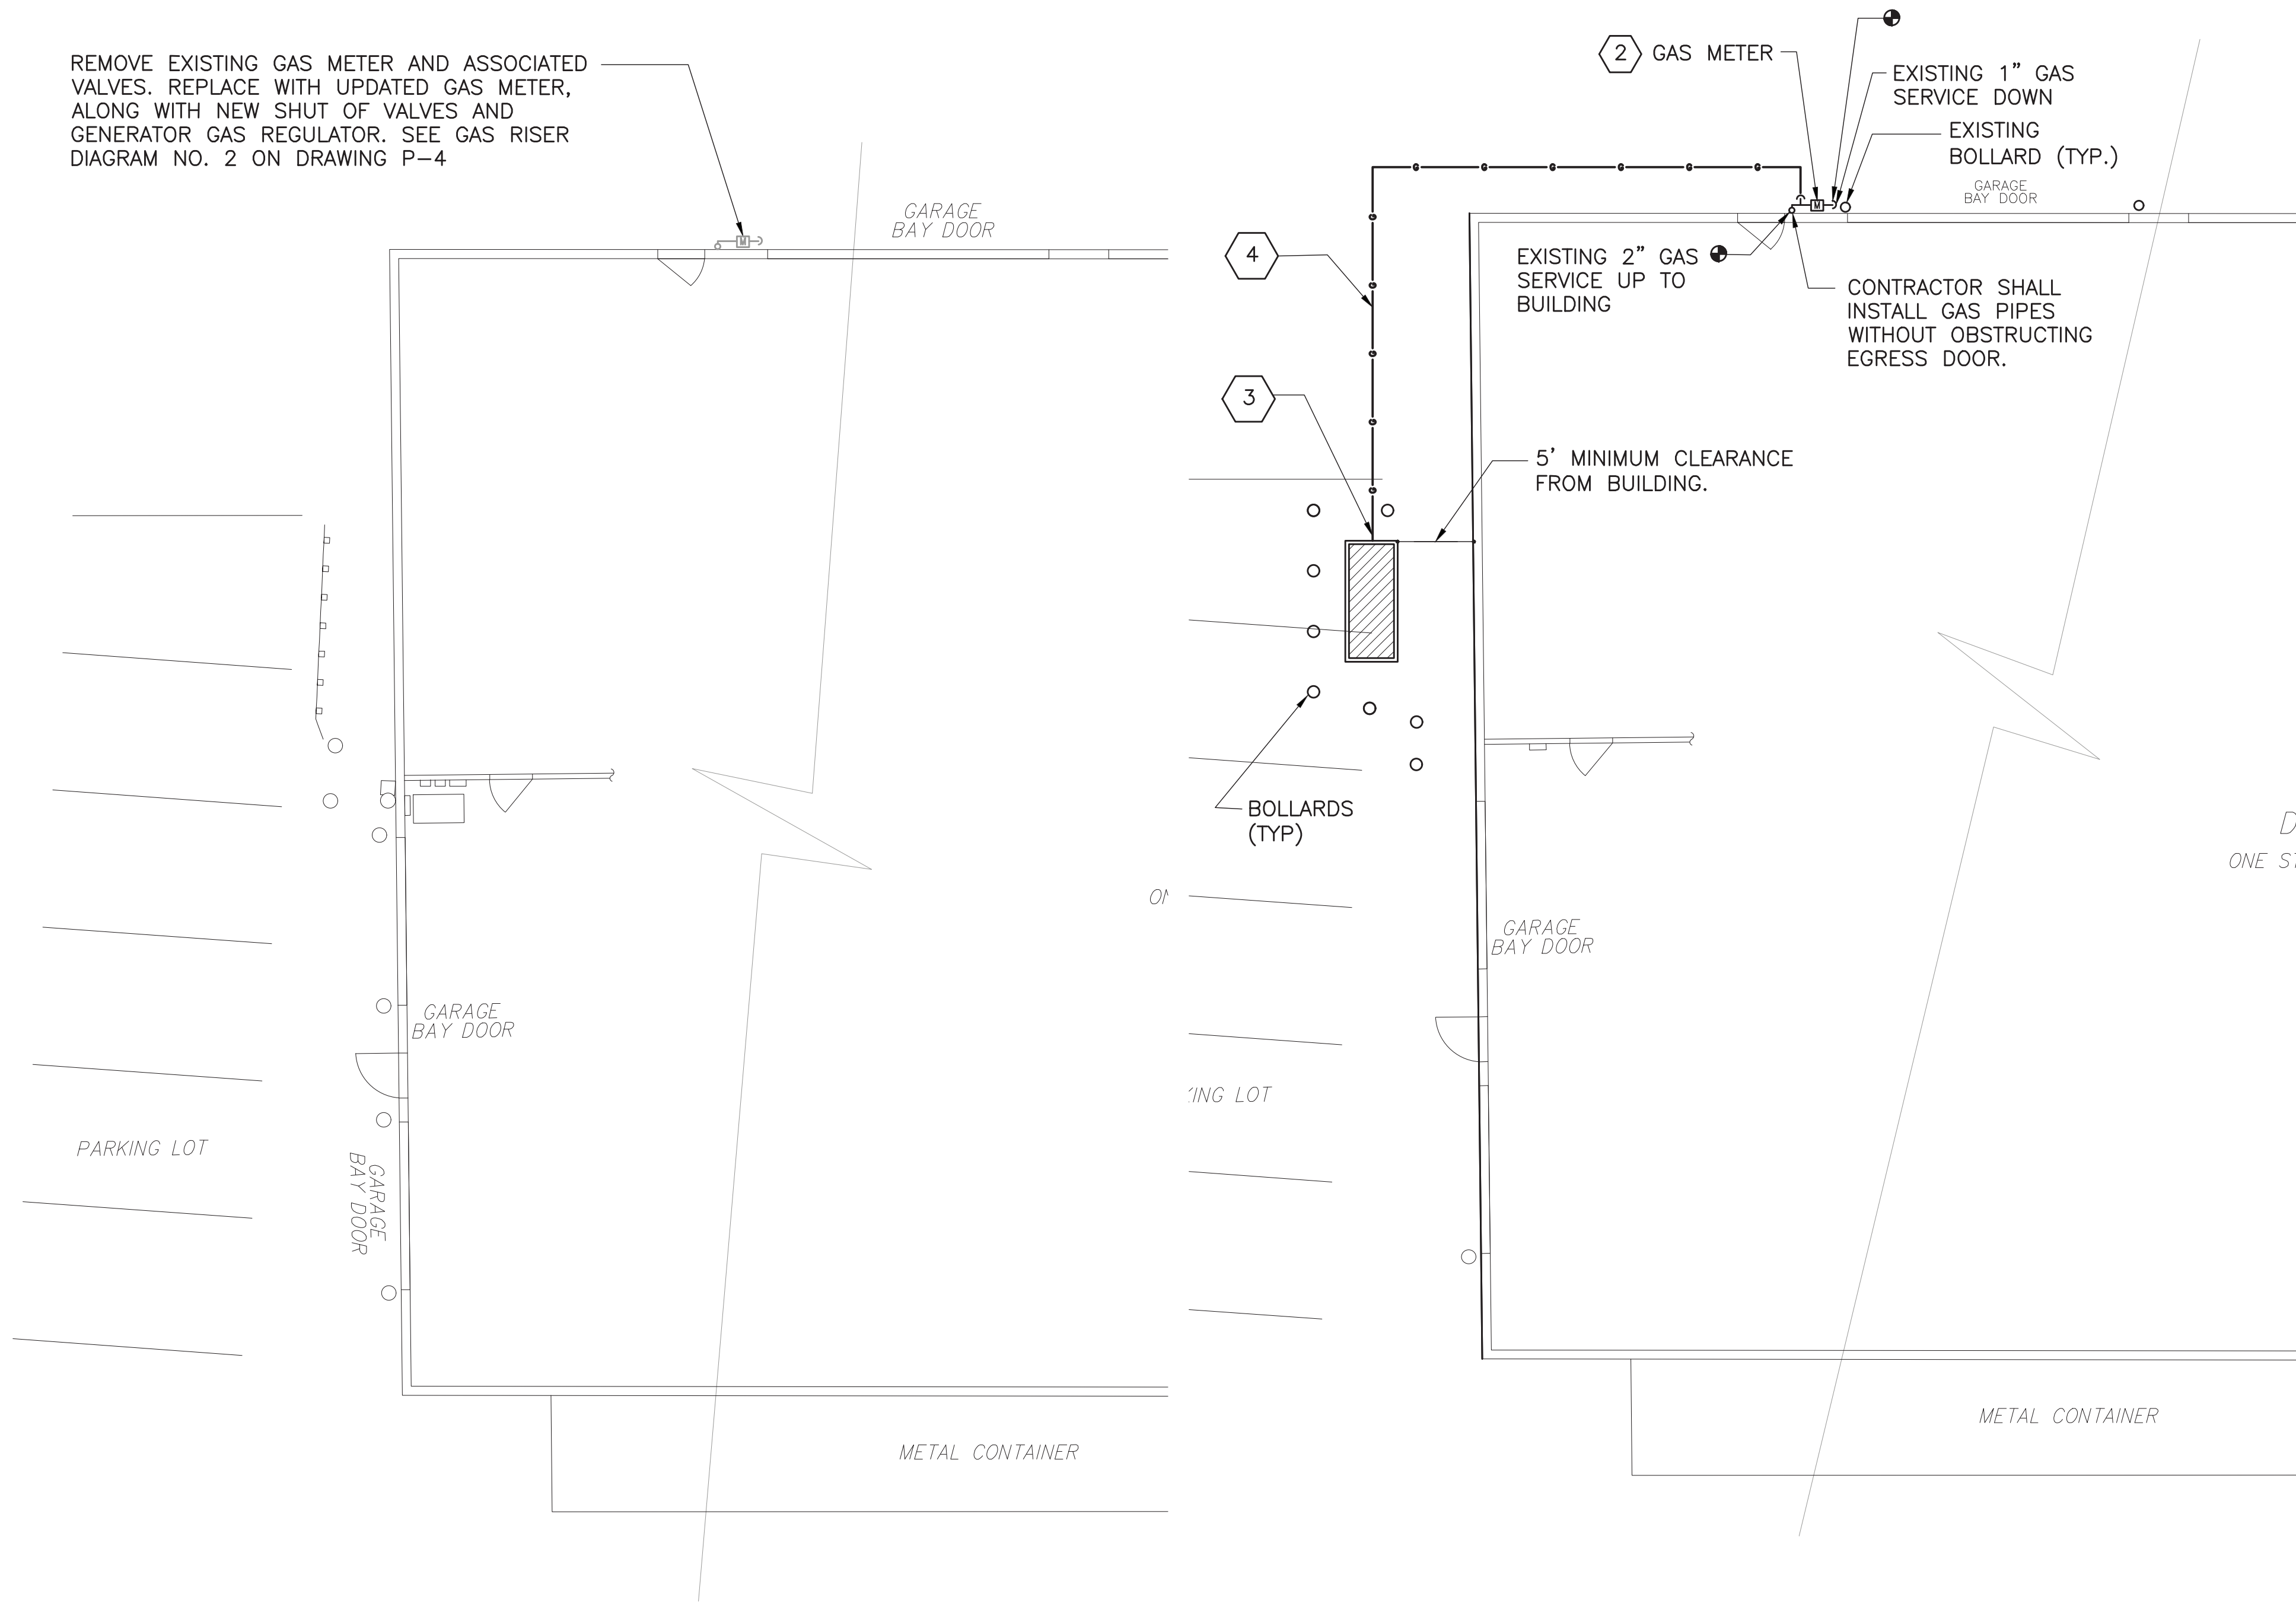 REMOVE EXISTING GAS METER AND ASSOCIATED
VALVES. REPLACE WITH UPDATED GAS METER,
ALONG WITH NEW SHUT OF VALVES AND
GENERATOR GAS REGULATOR. SEE GAS RISER
DIAGRAM NO. 2 ON DRAWING P-4
M
GARAGE
BAY DOOR
GARAGE
BAY DOOR
PARKING LOT
GARAGE
BAY DOOR
METAL CONTAINER
2 GAS METER
EXISTING 1" GAS
SERVICE DOWN
EXISTING
BOLLARD (TYP.)
GARAGE
BAY DOOR
G G G G G G
M
4
G
G
G
G
G
EXISTING 2" GAS
SERVICE UP TO
BUILDING
CONTRACTOR SHALL
INSTALL GAS PIPES
WITHOUT OBSTRUCTING
EGRESS DOOR.
3
5' MINIMUM CLEARANCE
FROM BUILDING.
BOLLARDS
(TYP)
D
ONE ST
GARAGE
BAY DOOR
KING LOT
METAL CONTAINER